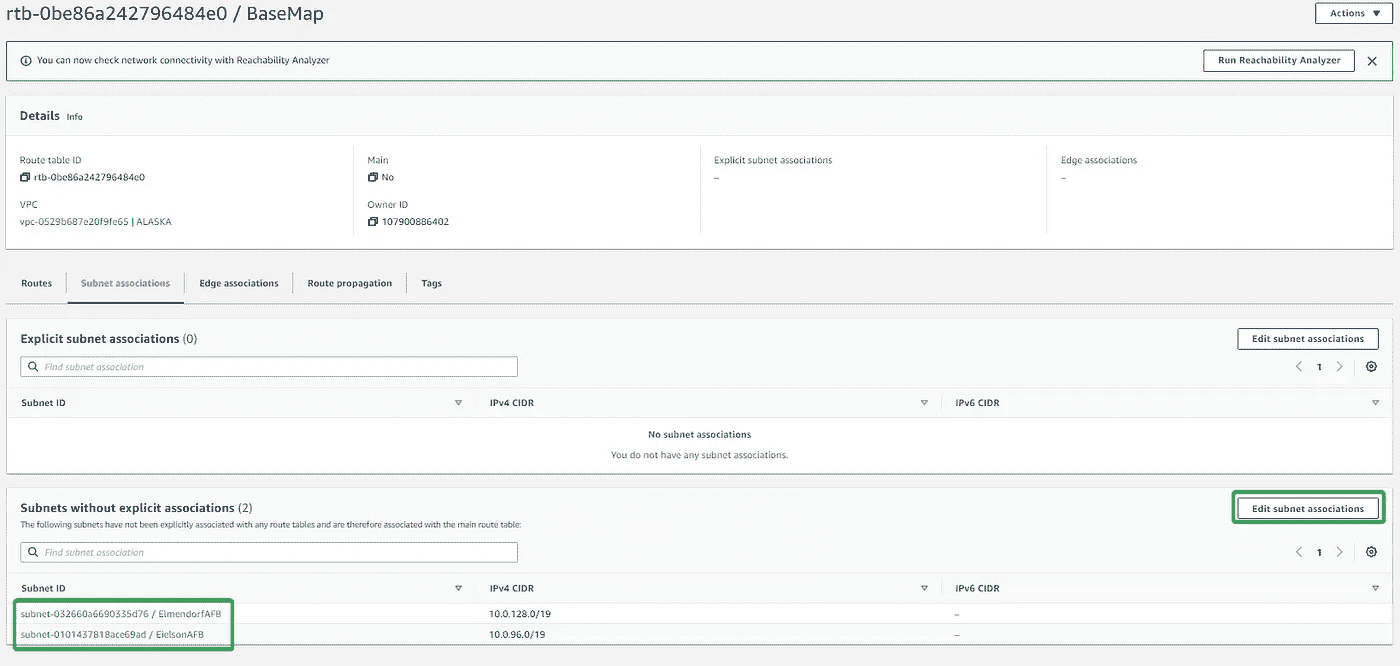 rtb-0be86a242796484e0 / BaseMap
Actions
You can now check network connectivity with Reachability Analyzer
Run Reachability Analyzer
Details Info
Route table ID
rtb-0be86a242796484e0
Main
No
Explicit subnet associations
–
Edge associations
–
VPC
vpc-0529b687e20f9fe65 | ALASKA
Owner ID
107900886402
Routes
Subnet associations
Edge associations
Route propagation
Tags
Explicit subnet associations (0)
Edit subnet associations
Find subnet association
1
Subnet ID
IPv4 CIDR
IPv6 CIDR
No subnet associations
You do not have any subnet associations.
Subnets without explicit associations (2)
Edit subnet associations
The following subnets have not been explicitly associated with any route tables and are therefore associated with the main route table:
Find subnet association
1
Subnet ID
IPv4 CIDR
IPv6 CIDR
subnet-032660a6690335d76 / ElmendorfAFB
10.0.128.0/19
–
subnet-0101437818ace69ad / EielsonAFB
10.0.96.0/19
–